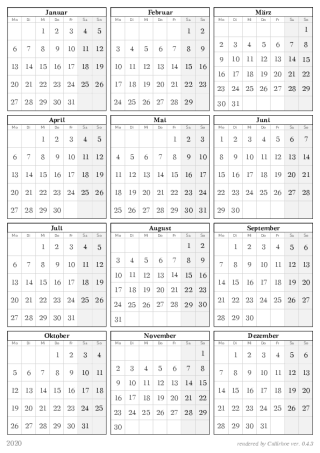 Januar
Mo Di Mi Do Fr Sa So
1 2 3 4 5
6 7 8 9 10 11 12
13 14 15 16 17 18 19
20 21 22 23 24 25 26
27 28 29 30 31
Februar
Mo Di Mi Do Fr Sa So
1 2
3 4 5 6 7 8 9
10 11 12 13 14 15 16
17 18 19 20 21 22 23
24 25 26 27 28 29
März
Mo Di Mi Do Fr Sa So
1
2 3 4 5 6 7 8
9 10 11 12 13 14 15
16 17 18 19 20 21 22
23 24 25 26 27 28 29
30 31
April
Mo Di Mi Do Fr Sa So
1 2 3 4 5
6 7 8 9 10 11 12
13 14 15 16 17 18 19
20 21 22 23 24 25 26
27 28 29 30
Mai
Mo Di Mi Do Fr Sa So
1 2 3
4 5 6 7 8 9 10
11 12 13 14 15 16 17
18 19 20 21 22 23 24
25 26 27 28 29 30 31
Juni
Mo Di Mi Do Fr Sa So
1 2 3 4 5 6 7
8 9 10 11 12 13 14
15 16 17 18 19 20 21
22 23 24 25 26 27 28
29 30
Juli
Mo Di Mi Do Fr Sa So
1 2 3 4 5
6 7 8 9 10 11 12
13 14 15 16 17 18 19
20 21 22 23 24 25 26
27 28 29 30 31
August
Mo Di Mi Do Fr Sa So
1 2
3 4 5 6 7 8 9
10 11 12 13 14 15 16
17 18 19 20 21 22 23
24 25 26 27 28 29 30
31
September
Mo Di Mi Do Fr Sa So
1 2 3 4 5 6
7 8 9 10 11 12 13
14 15 16 17 18 19 20
21 22 23 24 25 26 27
28 29 30
Oktober
Mo Di Mi Do Fr Sa So
1 2 3 4
5 6 7 8 9 10 11
12 13 14 15 16 17 18
19 20 21 22 23 24 25
26 27 28 29 30 31
November
Mo Di Mi Do Fr Sa So
1
2 3 4 5 6 7 8
9 10 11 12 13 14 15
16 17 18 19 20 21 22
23 24 25 26 27 28 29
30
Dezember
Mo Di Mi Do Fr Sa So
1 2 3 4 5 6
7 8 9 10 11 12 13
14 15 16 17 18 19 20
21 22 23 24 25 26 27
28 29 30 31
2020
rendered by ver. 0.4.3